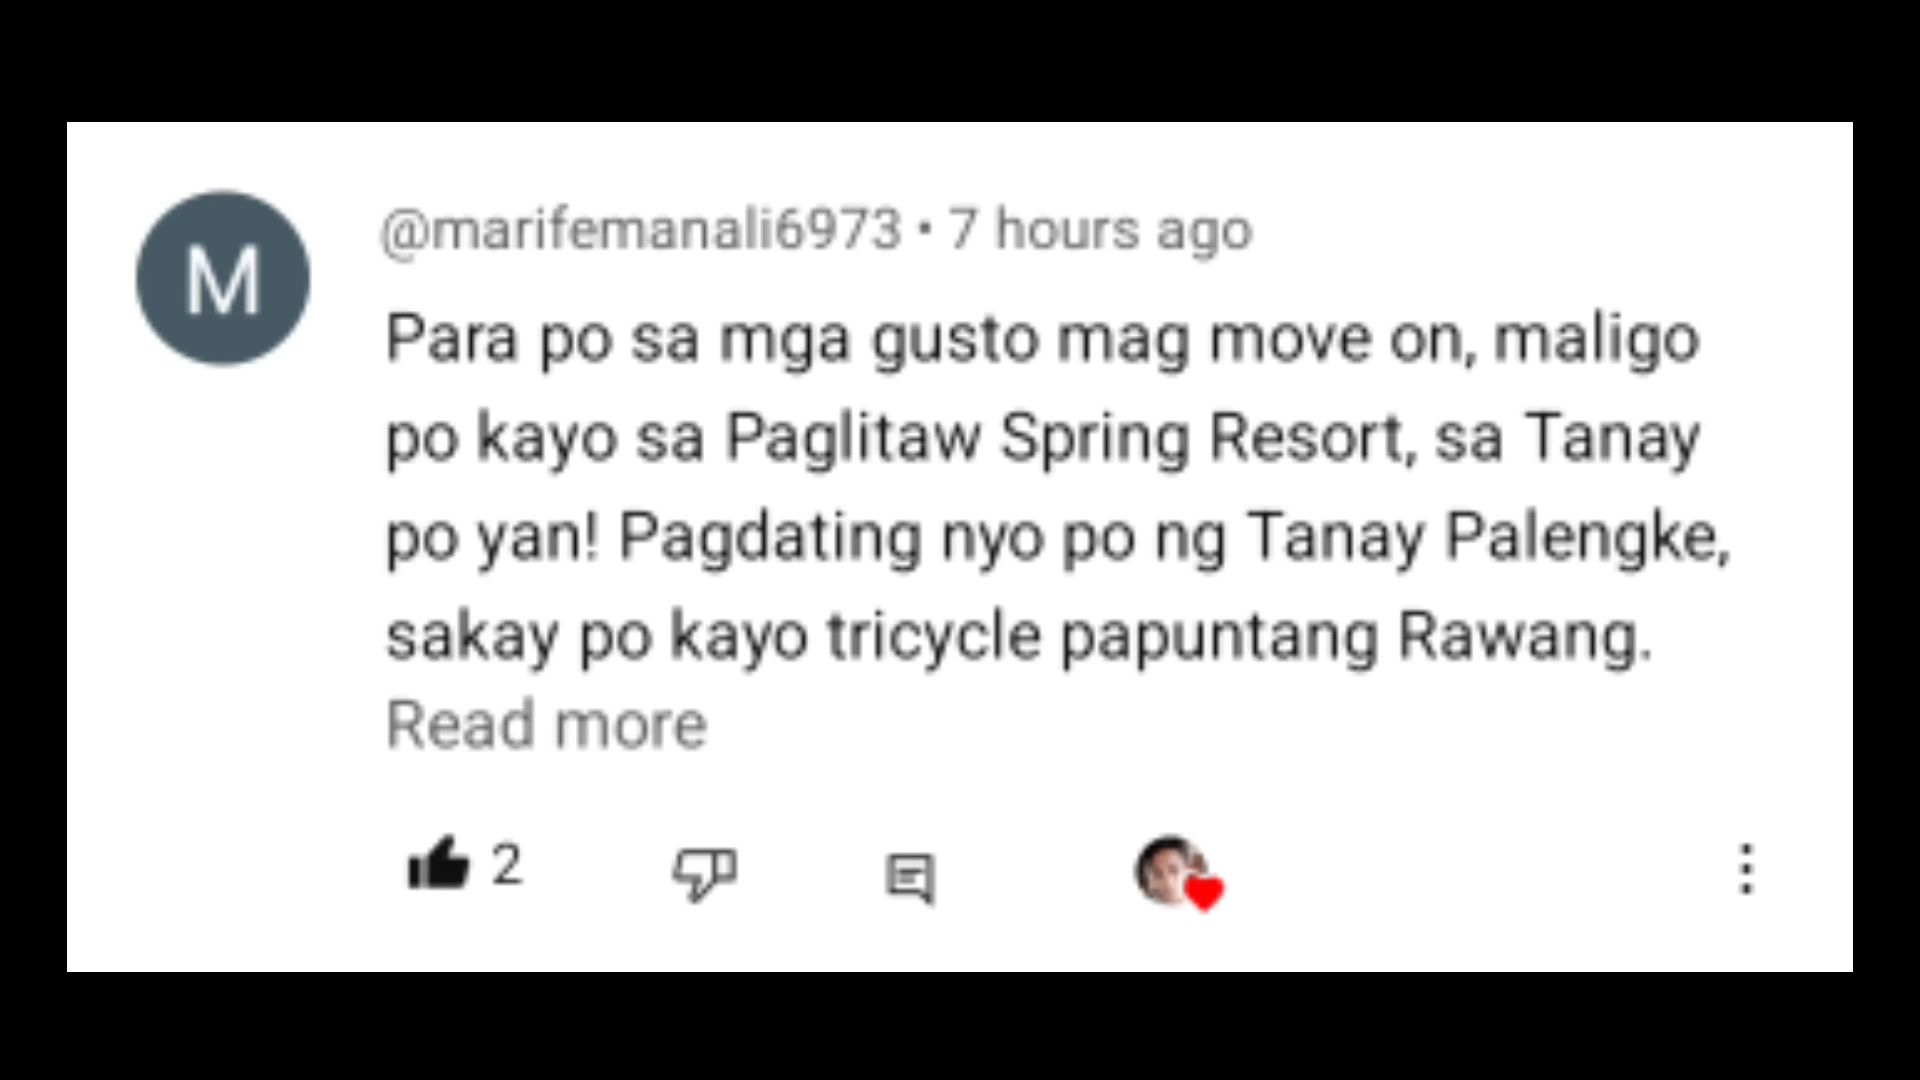 M
@marifemanali6973 • 7 hours ago
Para po sa mga gusto mag move on, maligo
po kayo sa Paglitaw Spring Resort, sa Tanay
po yan! Pagdating nyo po ng Tanay Palengke,
sakay po kayo tricycle papuntang Rawang.
Read more
2